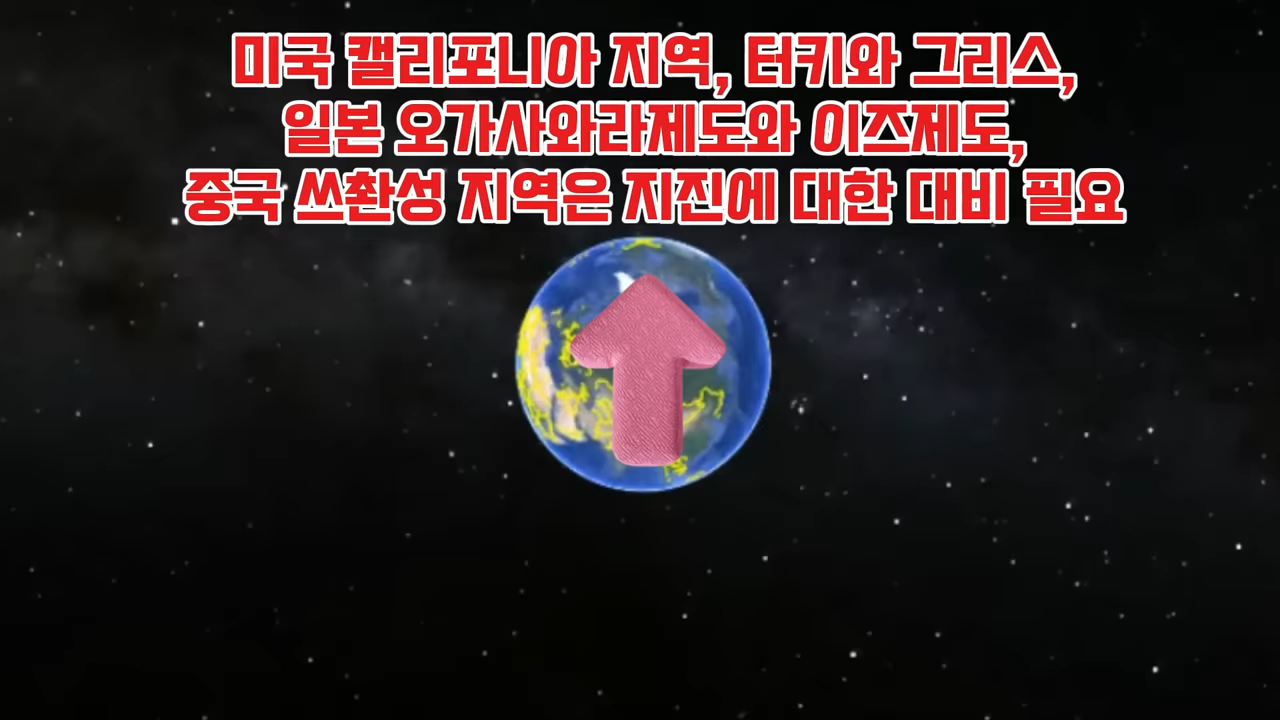 미국 캘리포니아 지역, 터키와 그리스,
일본 오가사와라제도와 이즈제도,
중국 쓰촨성 지역은 지진에 대한 대비 필요